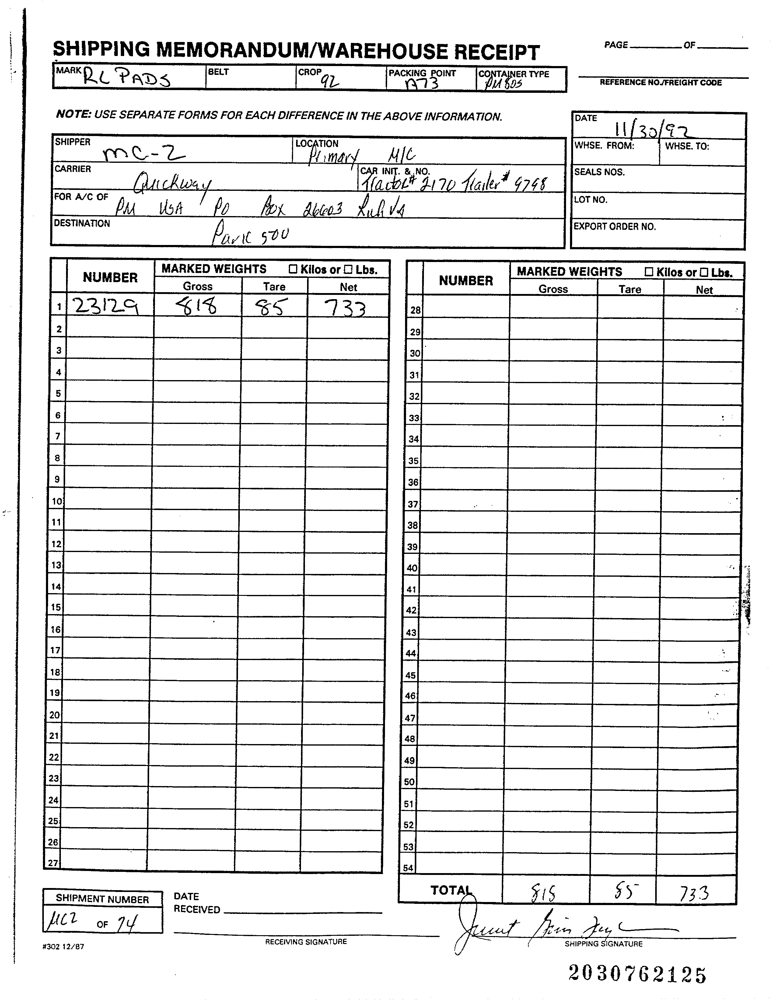 PAGE ______ OF ______
SHIPPING MEMORANDUM/WAREHOUSE RECEIPT
MARK RL PADS BELT CROP 92 PACKING POINT A73 CONTAINER TYPE PM 805
REFERENCE NO./FREIGHT CODE
NOTE: USE SEPARATE FORMS FOR EACH DIFFERENCE IN THE ABOVE INFORMATION.
DATE 11/30/92
SHIPPER MC-2 LOCATION Primary M/C
WHSE. FROM: WHSE. TO:
CARRIER Quickway CAR INIT. & NO. Tractor# 2170 Trailer# 9798
SEALS NOS.
FOR A/C OF PM USA PO Box 26603 Rich VA
LOT NO.
DESTINATION Park 500
EXPORT ORDER NO.
NUMBER MARKED WEIGHTS ☐ Kilos or ☐ Lbs.
Gross Tare Net
1 23129 818 85 733
2
3
4
5
6
7
8
9
10
11
12
13
14
15
16
17
18
19
20
21
22
23
24
25
26
27
NUMBER MARKED WEIGHTS ☐ Kilos or ☐ Lbs.
Gross Tare Net
28
29
30
31
32
33
34
35
36
37
38
39
40
41
42
43
44
45
46
47
48
49
50
51
52
53
54
TOTAL 818 85 733
SHIPMENT NUMBER
MC2 OF 74
DATE
RECEIVED
RECEIVING SIGNATURE
SHIPPING SIGNATURE
#302 12/87
2030762125